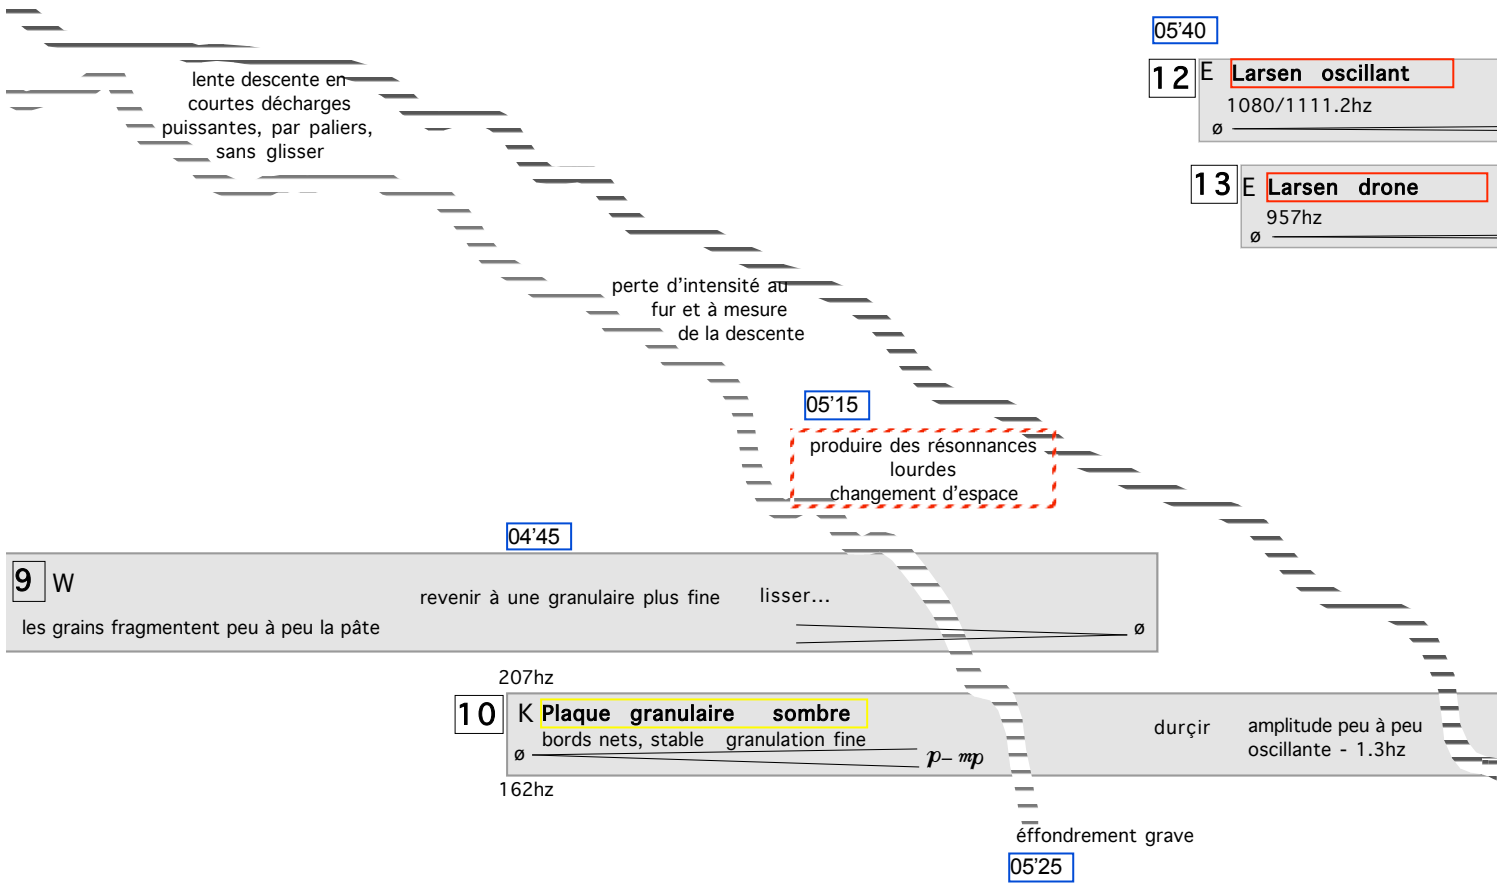 05'40
12 E Larsen oscillant
1080/1111.2hz
ø
13 E Larsen drone
957hz
ø
lente descente en
courtes décharges
puissantes, par paliers,
sans glisser
perte d'intensité au
fur et à mesure
de la descente
05'15
produire des résonnances
lourdes
changement d'espace
04'45
9 W
revenir à une granulaire plus fine lisser...
les grains fragmentent peu à peu la pâte
ø
207hz
10 K Plaque granulaire sombre
bords nets, stable granulation fine
ø
p – mp
162hz
durçir
amplitude peu à peu
oscillante - 1.3hz
éffondrement grave
05'25